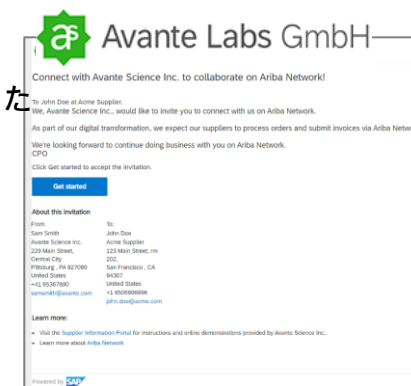 Avante Labs GmbH
Connect with Avante Science Inc. to collaborate on Ariba Network!
た
To John Doe at Acme Supplier,
We, Avante Science Inc., would like to invite you to connect with us on Ariba Network.
As part of our digital transformation, we expect our suppliers to process orders and submit invoices via Ariba Netw
We're looking forward to continue doing business with you on Ariba Network.
CPO
Click Get started to accept the invitation.
Get started
About this invitation
From:
Sam Smith
Avante Science Inc.
229 Main Street,
Central City
Pittsburg , PA 927090
United States
+41 65367890
samsmith@avanto.com
To:
John Doe
Acme Supplier
123 Main Street, rm
202,
San Francisco , CA
94307
United States
+1 6508906998
john.doe@acme.com
Learn more:
• Visit the Supplier Information Portal for instructions and online demonstrations provided by Avante Science Inc..
• Learn more about Ariba Network
Powered by SAP